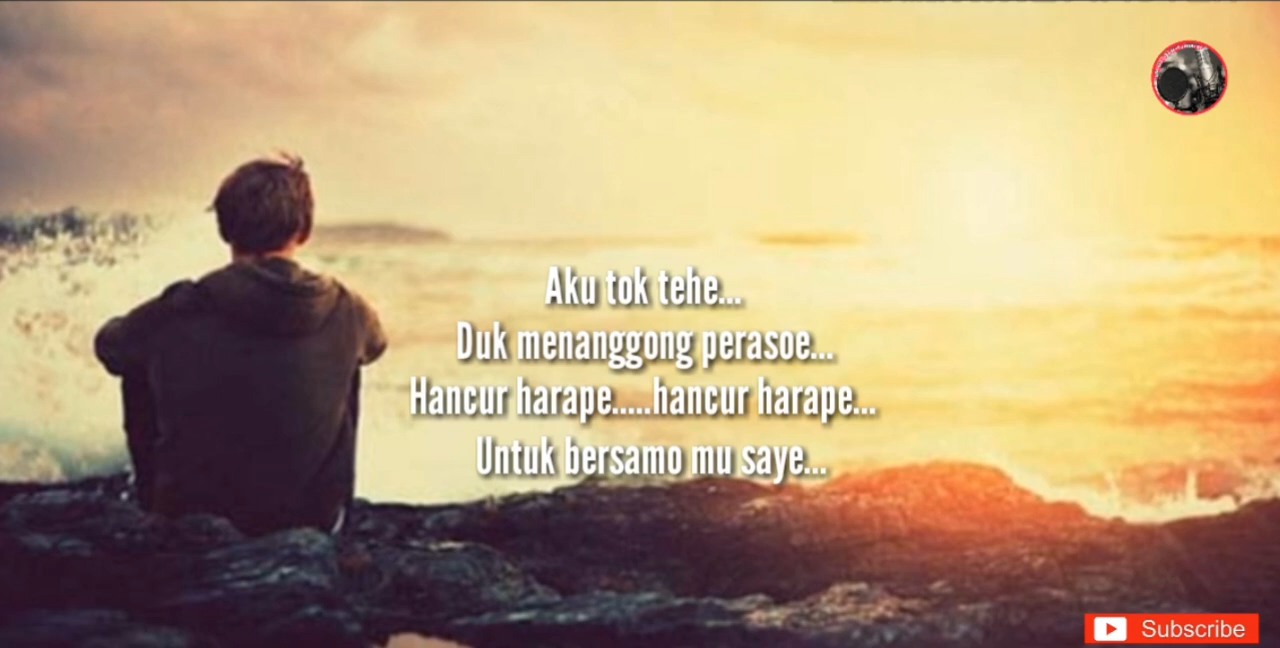 Aku tok tehe...
Duk menanggong perasoe...
Hancur harape.....hancur harape...
Untuk bersamo mu saye...
Subscribe